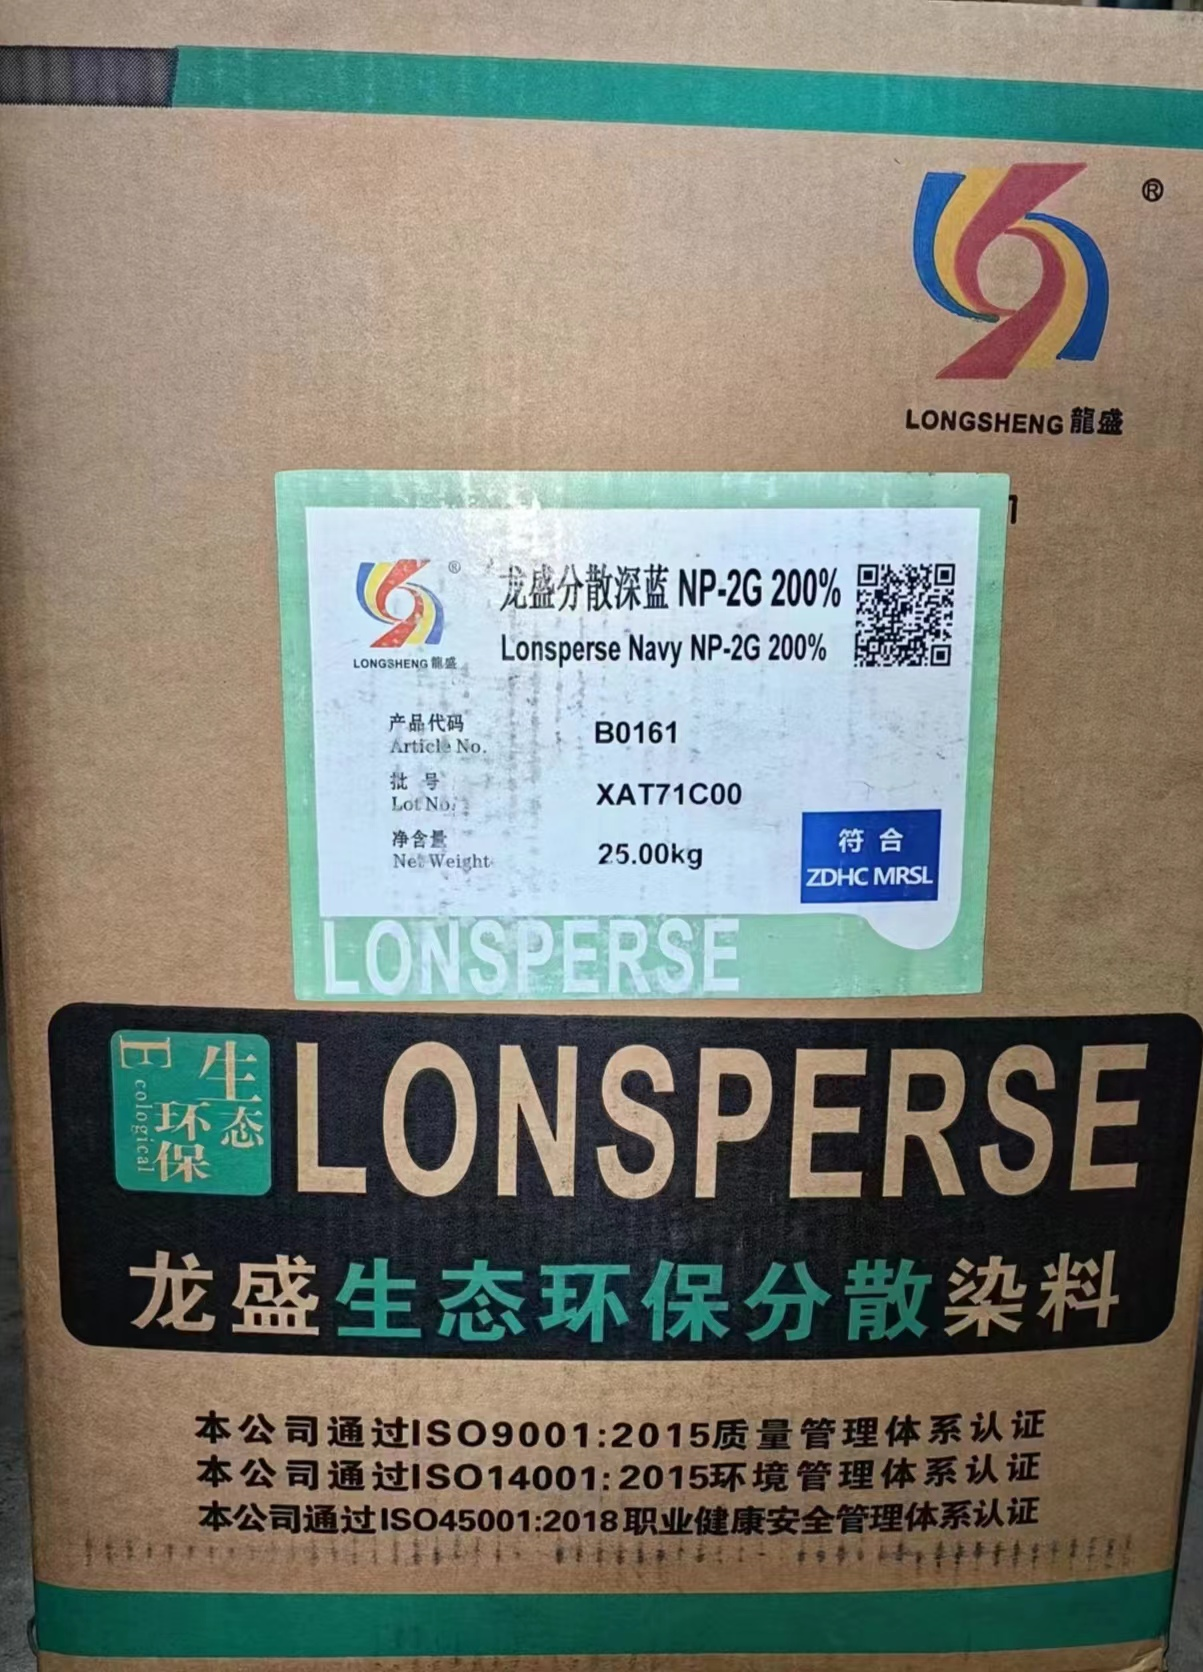 ®
LONGSHENG 龍盛
龙盛分散深蓝 NP-2G 200%
®
Lonsperse Navy NP-2G 200%
LONGSHENG 龍盛
产品代码
Article No.
B0161
批 号
Lot No.
XAT71C00
净含量
Net Weight
25.00kg
符合
ZDHC MRSL
LONSPERSE
生态环保
Ecological
LONSPERSE
龙盛生态环保分散染料
本公司通过ISO9001:2015质量管理体系认证
本公司通过ISO14001:2015环境管理体系认证
本公司通过ISO45001:2018职业健康安全管理体系认证